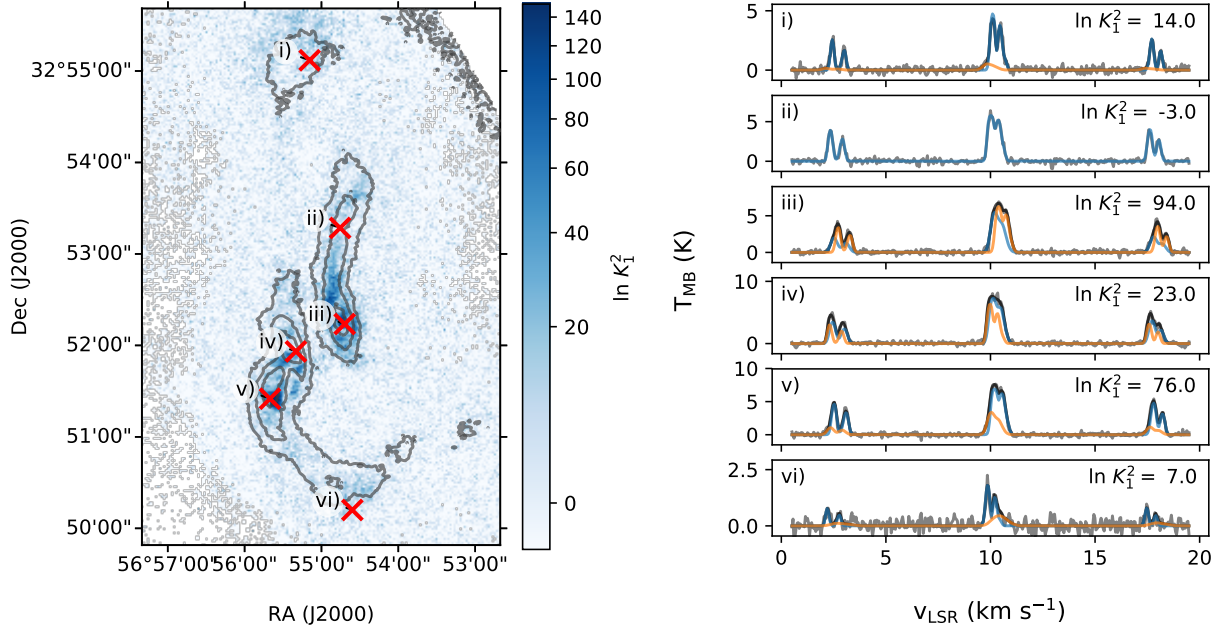 32°55'00"
54'00"
53'00"
52'00"
51'00"
50'00"
Dec (J2000)
56°57'00"
56'00"
55'00"
54'00"
53'00"
RA (J2000)
i)
ii)
iii)
iv)
v)
vi)
140
120
100
80
60
40
20
0
ln K₁²
i)
ln K₁² = 14.0
5
0
ii)
ln K₁² = -3.0
5
0
iii)
ln K₁² = 94.0
5
0
iv)
ln K₁² = 23.0
10
5
0
v)
ln K₁² = 76.0
10
5
0
vi)
ln K₁² = 7.0
2.5
0.0
T_MB (K)
0
5
10
15
20
v_LSR (km s⁻¹)